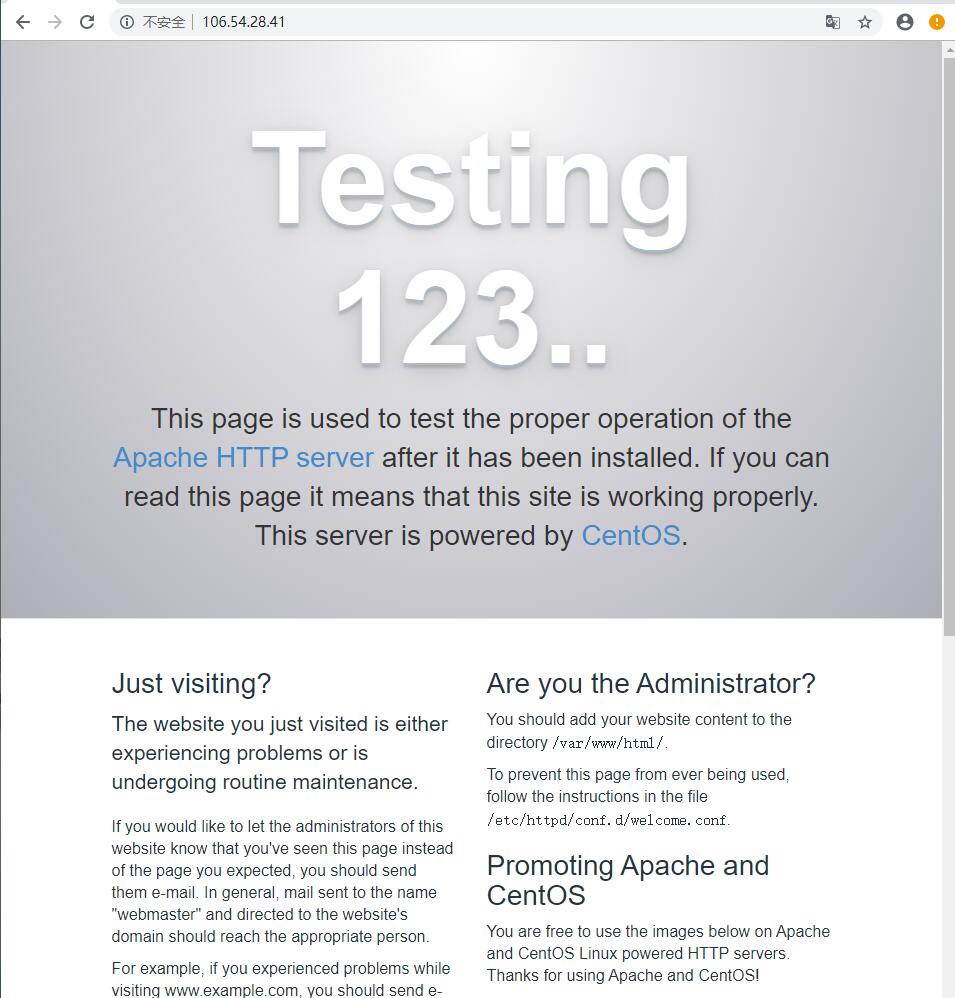 不安全 106.54.28.41
Testing
123..
This page is used to test the proper operation of the
Apache HTTP server after it has been installed. If you can
read this page it means that this site is working properly.
This server is powered by CentOS.
Just visiting?
The website you just visited is either
experiencing problems or is
undergoing routine maintenance.
If you would like to let the administrators of this
website know that you've seen this page instead
of the page you expected, you should send
them e-mail. In general, mail sent to the name
"webmaster" and directed to the website's
domain should reach the appropriate person.
For example, if you experienced problems while
visiting www.example.com, you should send e-
Are you the Administrator?
You should add your website content to the
directory /var/www/html/.
To prevent this page from ever being used,
follow the instructions in the file
/etc/httpd/conf.d/welcome.conf.
Promoting Apache and
CentOS
You are free to use the images below on Apache
and CentOS Linux powered HTTP servers.
Thanks for using Apache and CentOS!